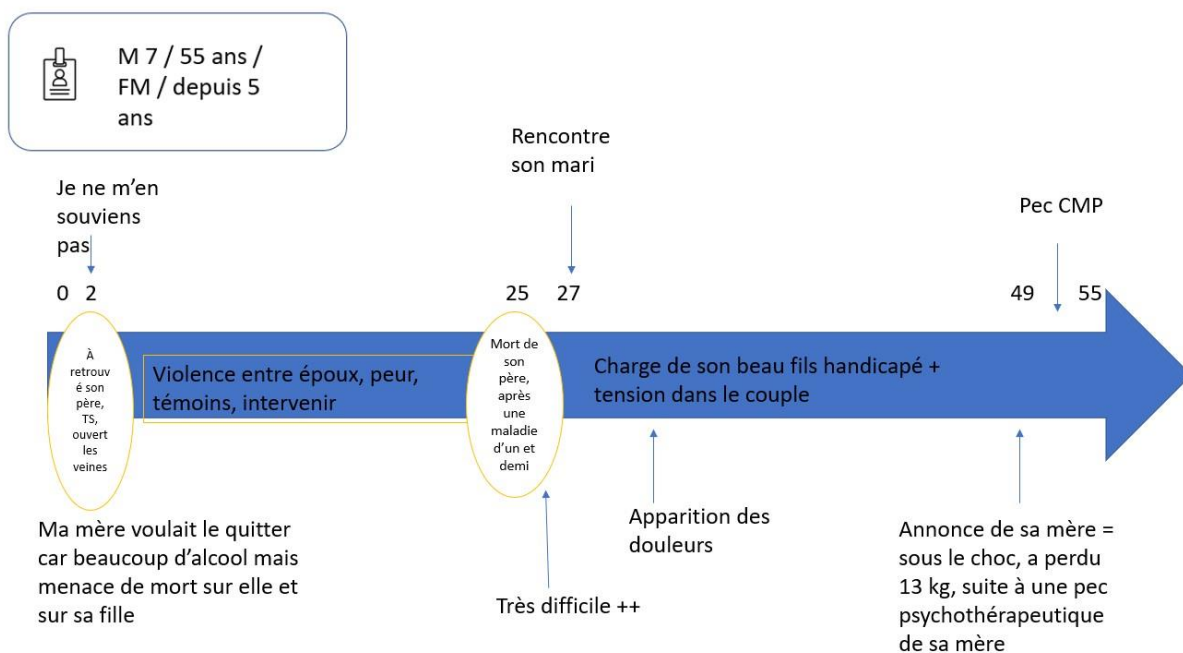 M 7 / 55 ans /
FM / depuis 5
ans
Je ne m'en
souviens
pas
Rencontre
son mari
Pec CMP
0
2
25
27
49
55
À
retrouv
é son
père,
TS,
ouvert
les
veines
Violence entre époux, peur,
témoins, intervenir
Mort de
son
père,
après
une
maladie
d'un et
demi
Charge de son beau fils handicapé +
tension dans le couple
Ma mère voulait le quitter
car beaucoup d'alcool mais
menace de mort sur elle et
sur sa fille
Très difficile ++
Apparition des
douleurs
Annonce de sa mère =
sous le choc, a perdu
13 kg, suite à une pec
psychothérapeutique
de sa mère